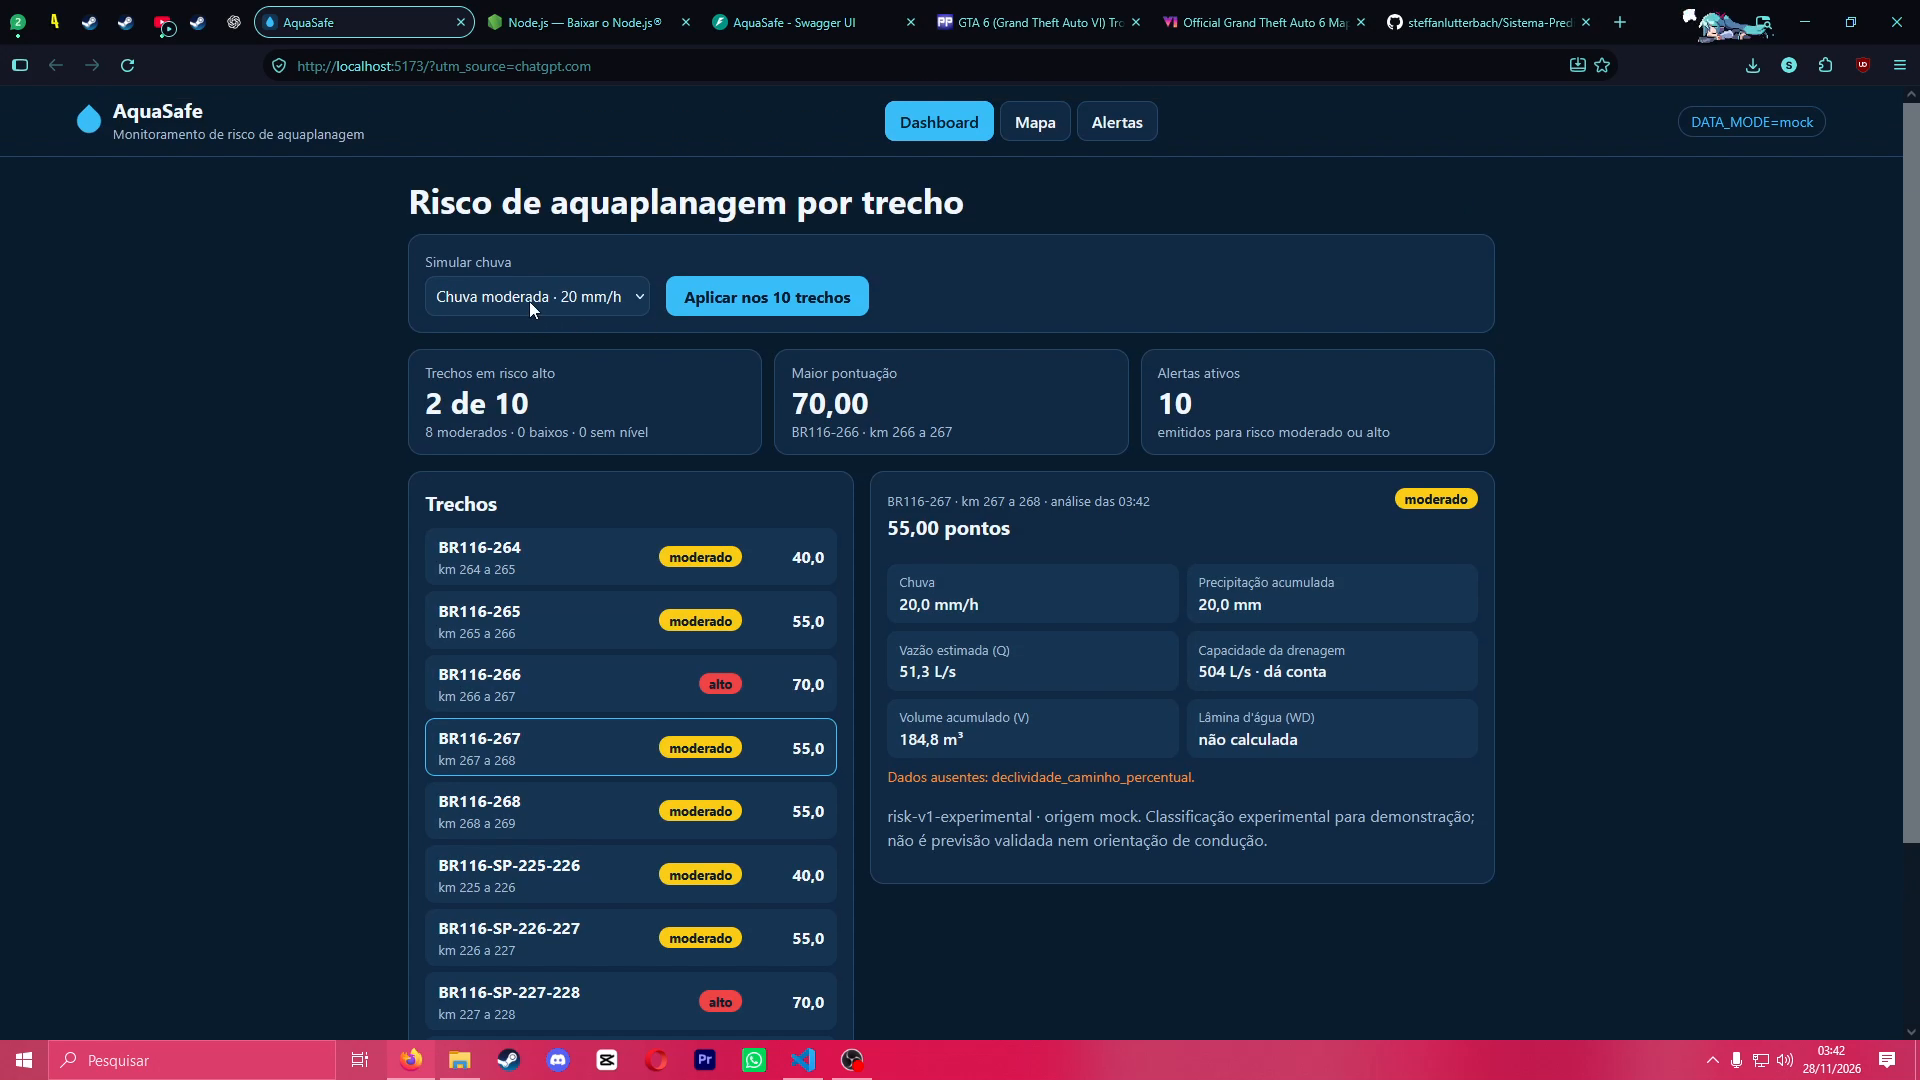 2
AquaSafe
Node.js — Baixar o Node.js®
AquaSafe - Swagger UI
GTA 6 (Grand Theft Auto VI) Tro
Official Grand Theft Auto 6 Map
steffanlutterbach/Sistema-Pred
http://localhost:5173/?utm_source=chatgpt.com
AquaSafe
Monitoramento de risco de aquaplanagem
Dashboard
Mapa
Alertas
DATA_MODE=mock
Risco de aquaplanagem por trecho
Simular chuva
Chuva moderada · 20 mm/h
Aplicar nos 10 trechos
Trechos em risco alto
2 de 10
8 moderados · 0 baixos · 0 sem nível
Maior pontuação
70,00
BR116-266 · km 266 a 267
Alertas ativos
10
emitidos para risco moderado ou alto
Trechos
BR116-264
km 264 a 265
moderado
40,0
BR116-265
km 265 a 266
moderado
55,0
BR116-266
km 266 a 267
alto
70,0
BR116-267
km 267 a 268
moderado
55,0
BR116-268
km 268 a 269
moderado
55,0
BR116-SP-225-226
km 225 a 226
moderado
40,0
BR116-SP-226-227
km 226 a 227
moderado
55,0
BR116-SP-227-228
km 227 a 228
alto
70,0
BR116-267 · km 267 a 268 · análise das 03:42
moderado
55,00 pontos
Chuva
20,0 mm/h
Precipitação acumulada
20,0 mm
Vazão estimada (Q)
51,3 L/s
Capacidade da drenagem
504 L/s · dá conta
Volume acumulado (V)
184,8 m³
Lâmina d'água (WD)
não calculada
Dados ausentes: declividade_caminho_percentual.
risk-v1-experimental · origem mock. Classificação experimental para demonstração;
não é previsão validada nem orientação de condução.
Pesquisar
03:42
28/11/2026